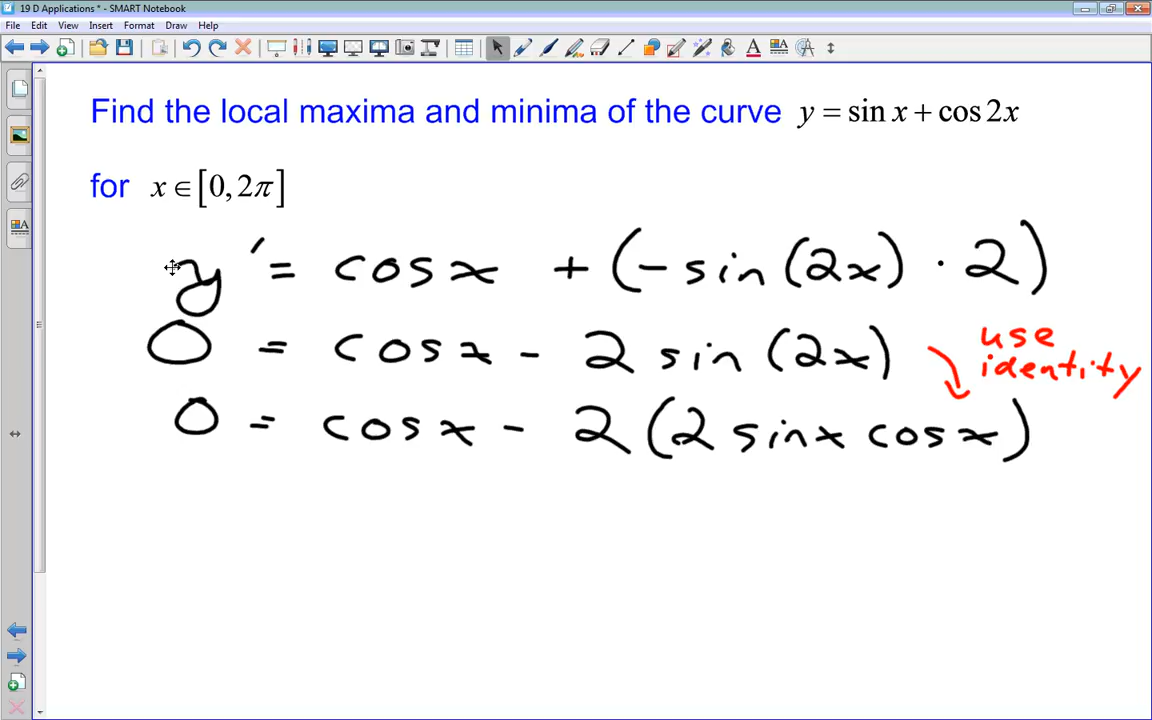 19 D Applications * - SMART Notebook
File Edit View Insert Format Draw Help
Find the local maxima and minima of the curve y = sin x + cos 2x
for x ∈ [0, 2π]
y' = cos x + (- sin (2x) · 2)
0 = cos x - 2 sin (2x)
use
identity
0 = cos x - 2 (2 sin x cos x)